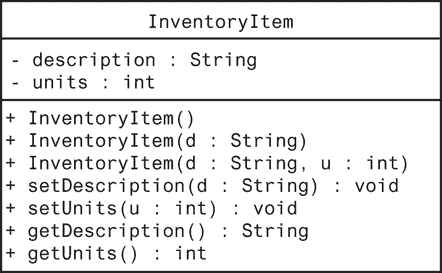 InventoryItem
- description : String
- units : int
+ InventoryItem()
+ InventoryItem(d : String)
+ InventoryItem(d : String, u : int)
+ setDescription(d : String) : void
+ setUnits(u : int) : void
+ getDescription() : String
+ getUnits() : int